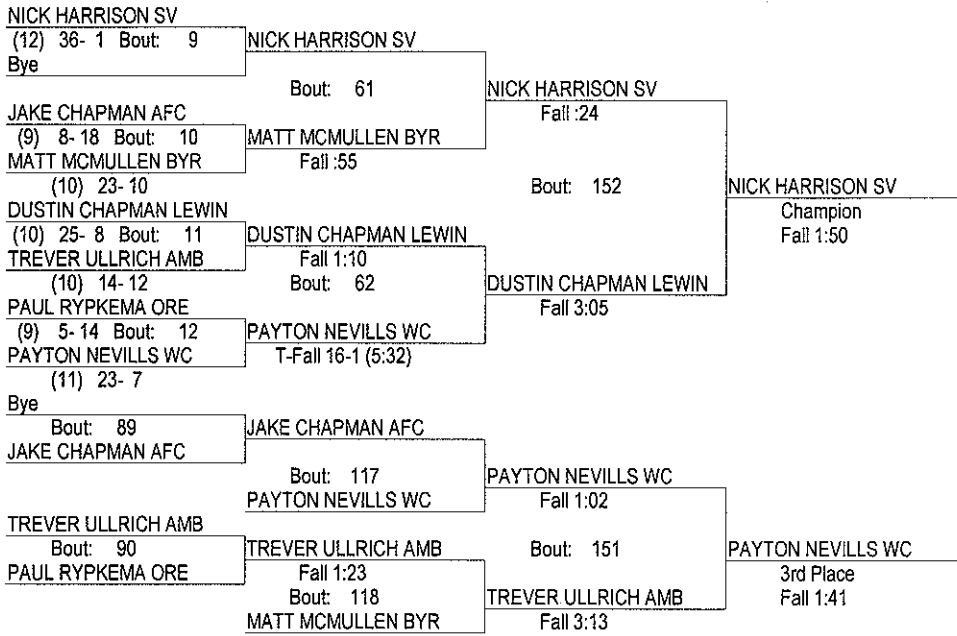 NICK HARRISON SV
(12) 36- 1 Bout: 9
Bye
NICK HARRISON SV
Bout: 61
JAKE CHAPMAN AFC
(9) 8- 18 Bout: 10
MATT MCMULLEN BYR
(10) 23- 10
MATT MCMULLEN BYR
Fall :55
NICK HARRISON SV
Fall :24
Bout: 152
DUSTIN CHAPMAN LEWIN
(10) 25- 8 Bout: 11
TREVER ULLRICH AMB
(10) 14- 12
DUSTIN CHAPMAN LEWIN
Fall 1:10
Bout: 62
PAUL RYPKEMA ORE
(9) 5- 14 Bout: 12
PAYTON NEVILLS WC
(11) 23- 7
PAYTON NEVILLS WC
T-Fall 16-1 (5:32)
DUSTIN CHAPMAN LEWIN
Fall 3:05
NICK HARRISON SV
Champion
Fall 1:50
Bye
Bout: 89
JAKE CHAPMAN AFC
JAKE CHAPMAN AFC
Bout: 117
PAYTON NEVILLS WC
PAYTON NEVILLS WC
Fall 1:02
Bout: 151
TREVER ULLRICH AMB
Bout: 90
PAUL RYPKEMA ORE
TREVER ULLRICH AMB
Fall 1:23
Bout: 118
MATT MCMULLEN BYR
TREVER ULLRICH AMB
Fall 3:13
PAYTON NEVILLS WC
3rd Place
Fall 1:41